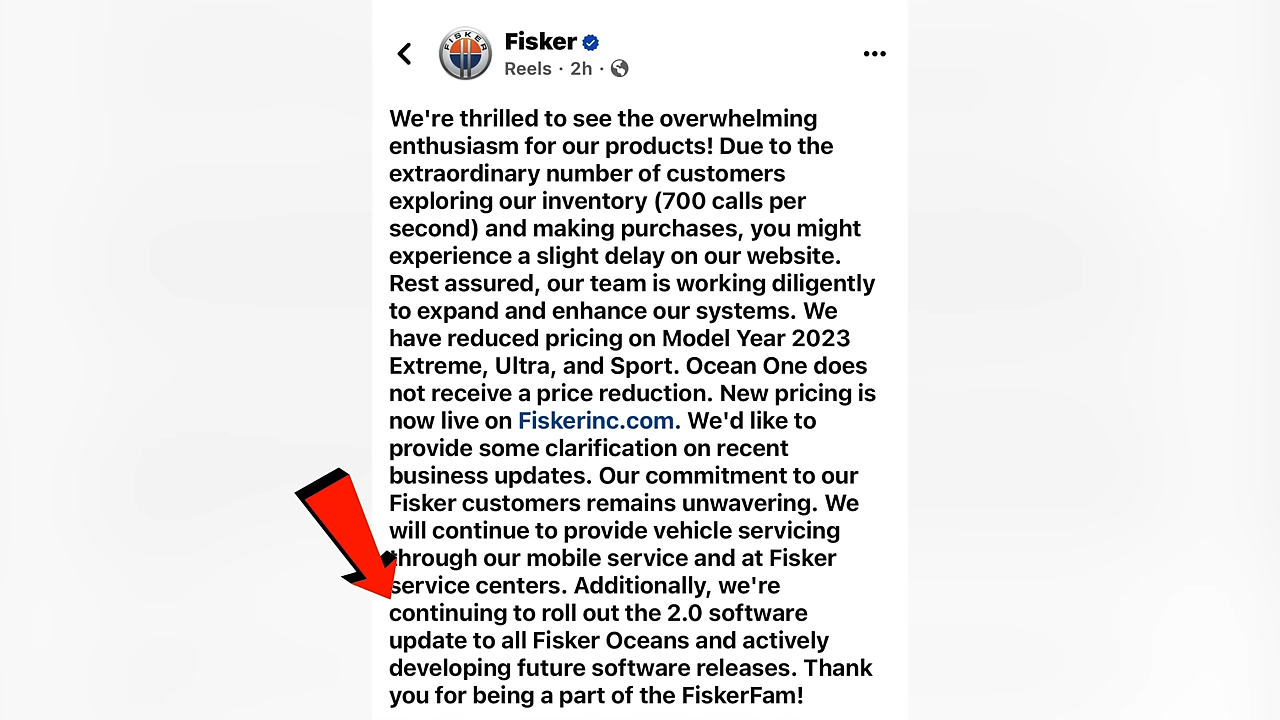 FISKER
Fisker
Reels · 2h ·
We're thrilled to see the overwhelming
enthusiasm for our products! Due to the
extraordinary number of customers
exploring our inventory (700 calls per
second) and making purchases, you might
experience a slight delay on our website.
Rest assured, our team is working diligently
to expand and enhance our systems. We
have reduced pricing on Model Year 2023
Extreme, Ultra, and Sport. Ocean One does
not receive a price reduction. New pricing is
now live on Fiskerinc.com. We'd like to
provide some clarification on recent
business updates. Our commitment to our
Fisker customers remains unwavering. We
will continue to provide vehicle servicing
through our mobile service and at Fisker
service centers. Additionally, we're
continuing to roll out the 2.0 software
update to all Fisker Oceans and actively
developing future software releases. Thank
you for being a part of the FiskerFam!